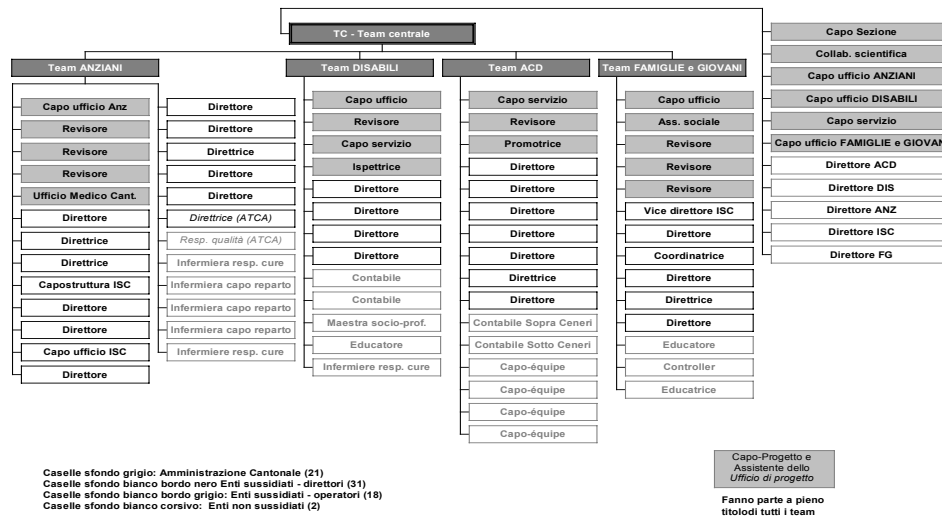 TC - Team centrale
Team ANZIANI
Team DISABILI
Team ACD
Team FAMIGLIE e GIOVANI
Capo ufficio Anz
Revisore
Revisore
Revisore
Ufficio Medico Cant.
Direttore
Direttrice
Direttrice
Capostruttura ISC
Direttore
Direttore
Capo ufficio ISC
Direttore
Direttore
Direttore
Direttrice
Direttore
Direttore
Direttrice (ATCA)
Resp. qualità (ATCA)
Infermiera resp. cure
Infermiera capo reparto
Infermiera capo reparto
Infermiera capo reparto
Infermiere resp. cure
Capo ufficio
Revisore
Capo servizio
Ispettrice
Direttore
Direttore
Direttore
Direttore
Contabile
Contabile
Maestra socio-prof.
Educatore
Infermiere resp. cure
Capo servizio
Revisore
Promotrice
Direttore
Direttore
Direttore
Direttore
Direttore
Direttrice
Direttore
Contabile Sopra Ceneri
Contabile Sotto Ceneri
Capo-équipe
Capo-équipe
Capo-équipe
Capo-équipe
Capo ufficio
Ass. sociale
Revisore
Revisore
Revisore
Vice direttore ISC
Direttore
Coordinatrice
Direttore
Direttrice
Direttore
Educatore
Controller
Educatrice
Capo Sezione
Collab. scientifica
Capo ufficio ANZIANI
Capo ufficio DISABILI
Capo servizio
Capo ufficio FAMIGLIE e GIOVAN
Direttore ACD
Direttore DIS
Direttore ANZ
Direttore ISC
Direttore FG
Caselle sfondo grigio: Amministrazione Cantonale (21)
Caselle sfondo bianco bordo nero Enti sussidiati - direttori (31)
Caselle sfondo bianco bordo grigio: Enti sussidiati - operatori (18)
Caselle sfondo bianco corsivo: Enti non sussidiati (2)
Capo-Progetto e
Assistente dello
Ufficio di progetto
Fanno parte a pieno
titolodi tutti i team